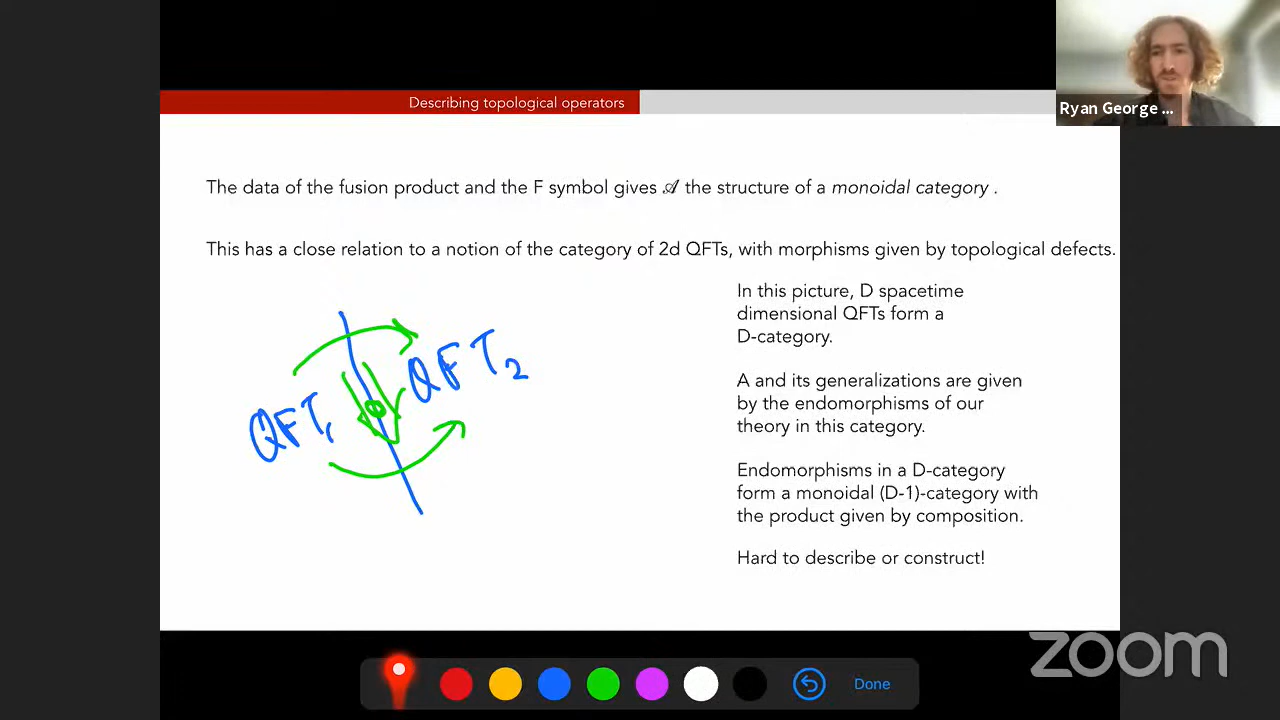 Describing topological operators
Ryan George ...
The data of the fusion product and the F symbol gives 𝒜 the structure of a monoidal category .
This has a close relation to a notion of the category of 2d QFTs, with morphisms given by topological defects.
In this picture, D spacetime
dimensional QFTs form a
D-category.
A and its generalizations are given
by the endomorphisms of our
theory in this category.
Endomorphisms in a D-category
form a monoidal (D-1)-category with
the product given by composition.
Hard to describe or construct!
QFT₁
QFT₂
zoom
Done